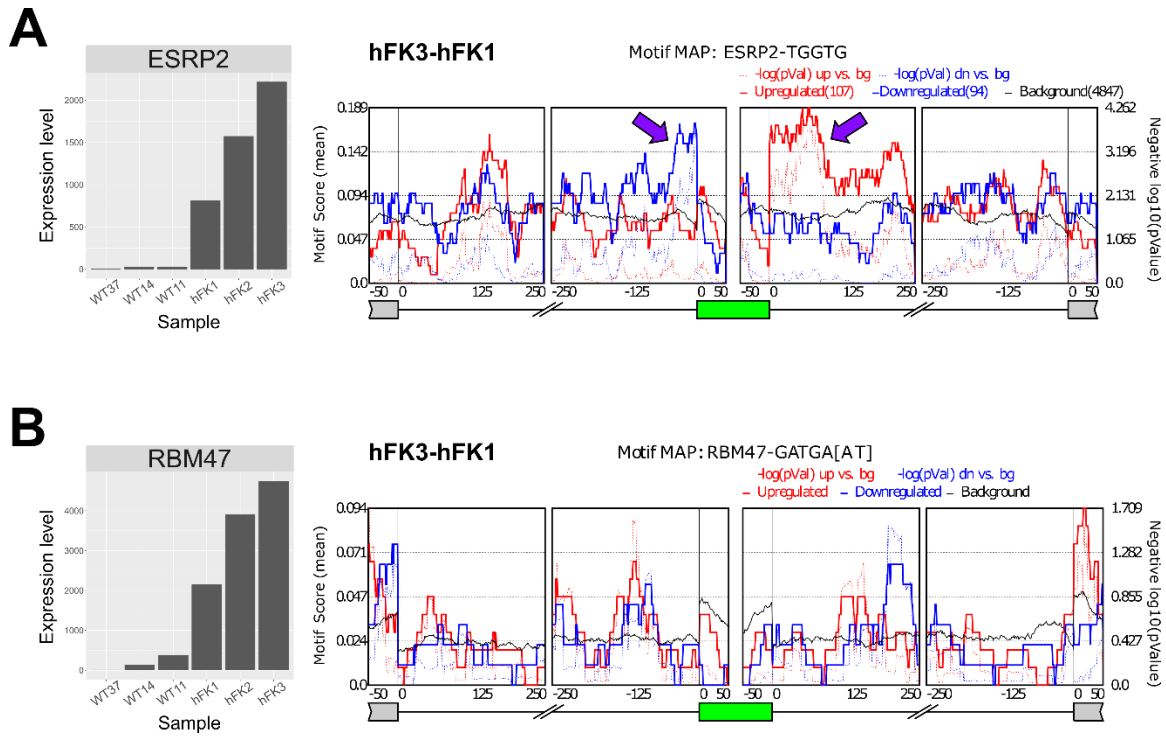 A
ESRP2
Expression level
2000
1500
1000
500
0
WT37 WT14 WT11 hFK1 hFK2 hFK3
Sample
hFK3-hFK1
Motif MAP: ESRP2-TGGTG
-log(pVal) up vs. bg -log(pVal) dn vs. bg
Upregulated(107) Downregulated(94) Background(4847)
Motif Score (mean)
0.189
0.142
0.094
0.047
0.0
4.262
3.196
2.131
1.065
0.0
Negative log10(pValue)
-50 0 125 250 -250 -125 0 50 -50 0 125 250 -250 -125 0 50
B
RBM47
Expression level
4000
3000
2000
1000
0
WT37 WT14 WT11 hFK1 hFK2 hFK3
Sample
hFK3-hFK1
Motif MAP: RBM47-GATGA[AT]
-log(pVal) up vs. bg -log(pVal) dn vs. bg
Upregulated Downregulated Background
Motif Score (mean)
0.094
0.071
0.047
0.024
0.0
1.709
1.282
0.855
0.427
0.0
Negative log10(pValue)
-50 0 125 250 -250 -125 0 50 -50 0 125 250 -250 -125 0 50